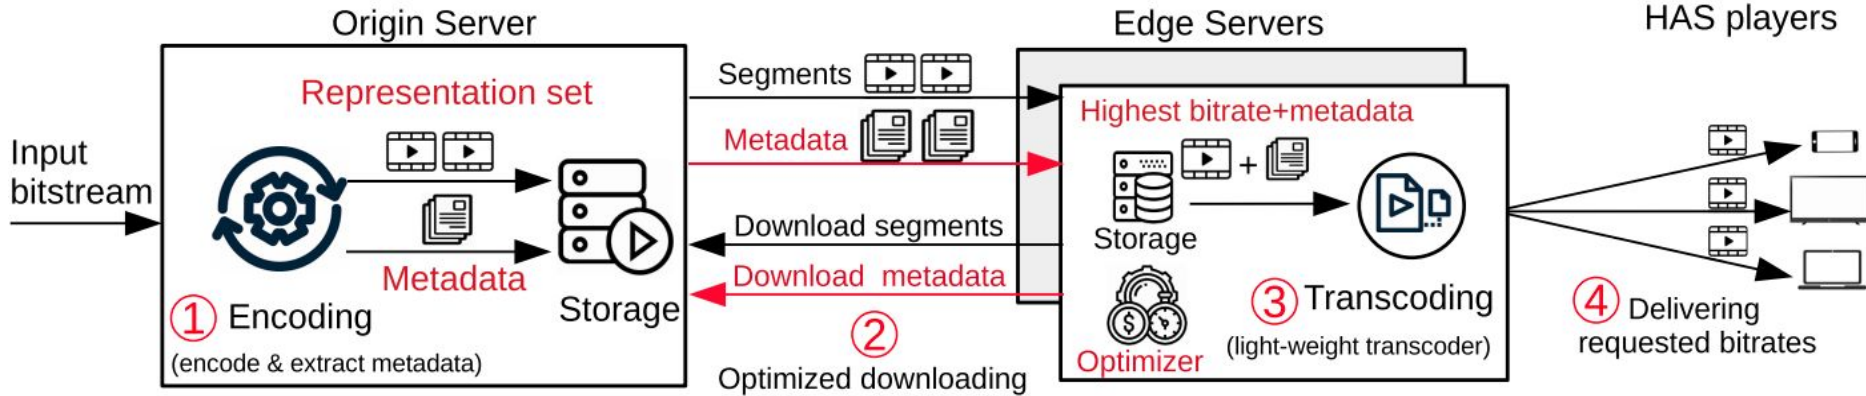 Origin Server
Edge Servers
HAS players
Input
bitstream
Representation set
Metadata
1 Encoding
(encode & extract metadata)
Storage
Segments
Metadata
Download segments
Download metadata
2
Optimized downloading
Highest bitrate+metadata
+
Storage
$
Optimizer
3 Transcoding
(light-weight transcoder)
4 Delivering
requested bitrates